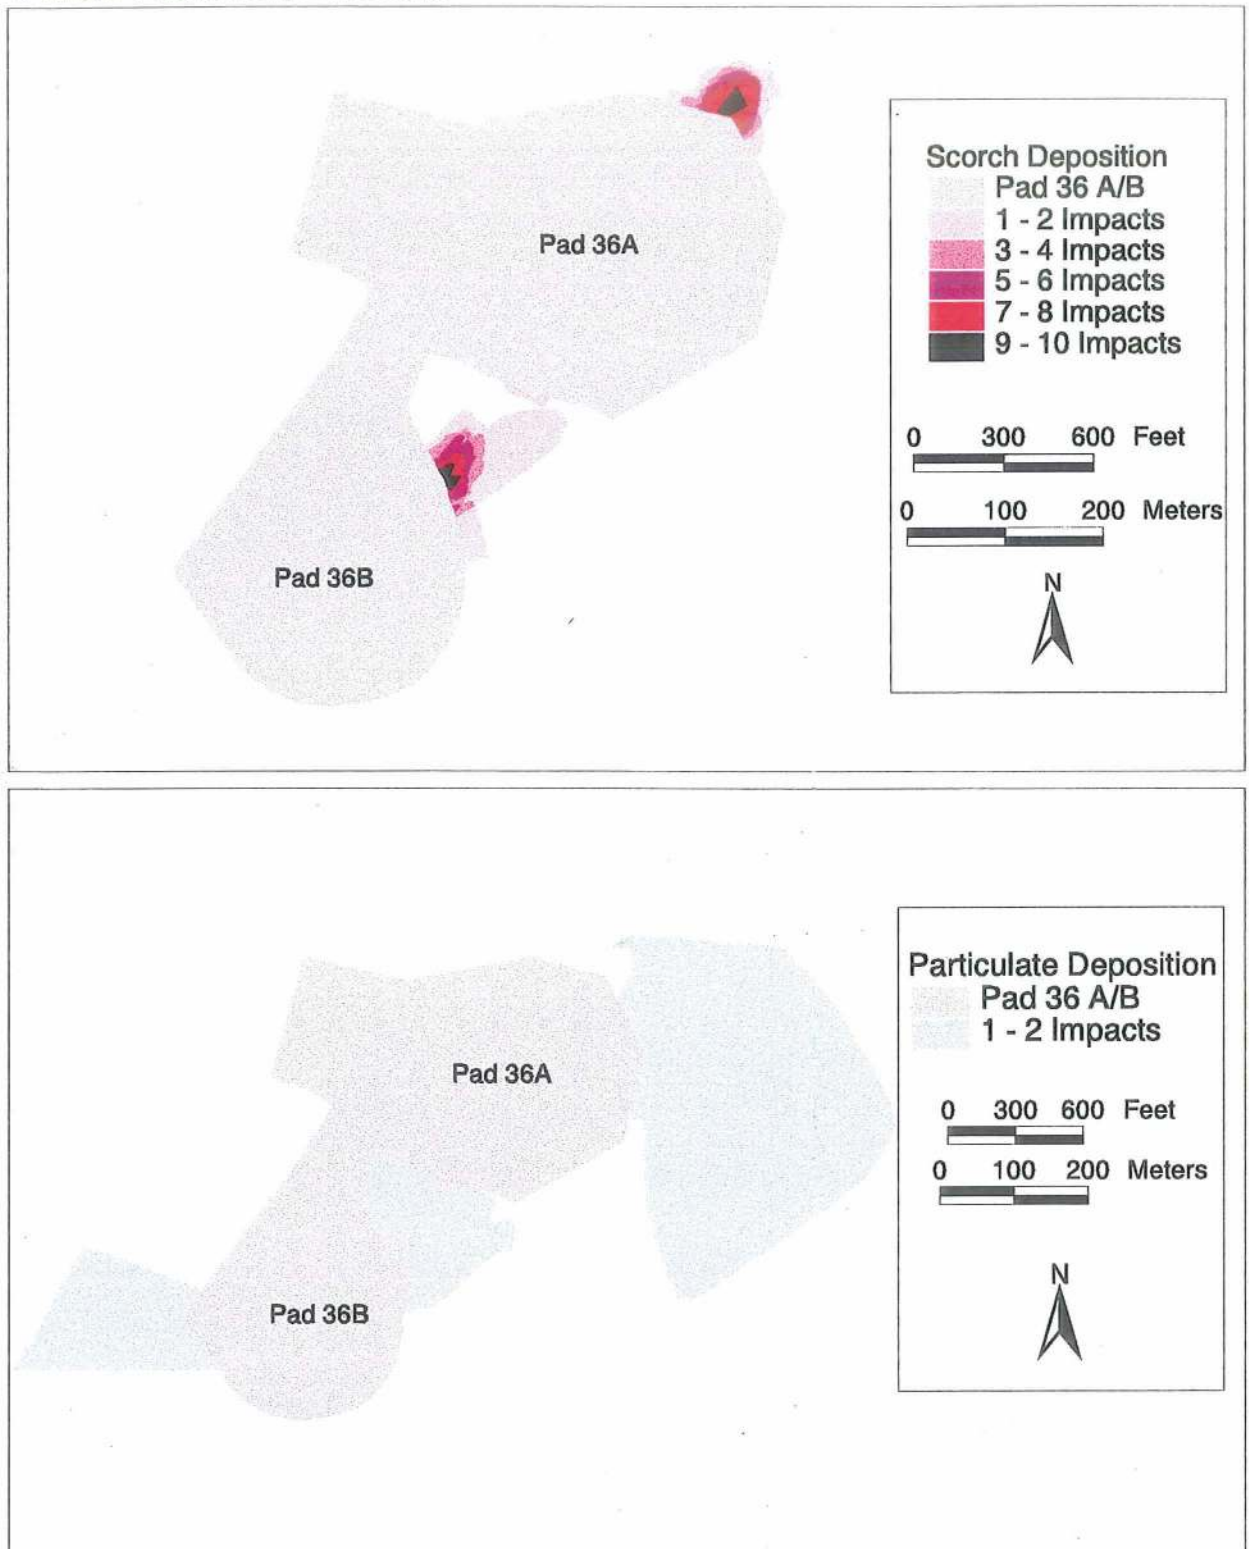 Pad 36A
Pad 36B
Scorch Deposition
Pad 36 A/B
1 - 2 Impacts
3 - 4 Impacts
5 - 6 Impacts
7 - 8 Impacts
9 - 10 Impacts
0 300 600 Feet
0 100 200 Meters
N
Pad 36A
Pad 36B
Particulate Deposition
Pad 36 A/B
1 - 2 Impacts
0 300 600 Feet
0 100 200 Meters
N